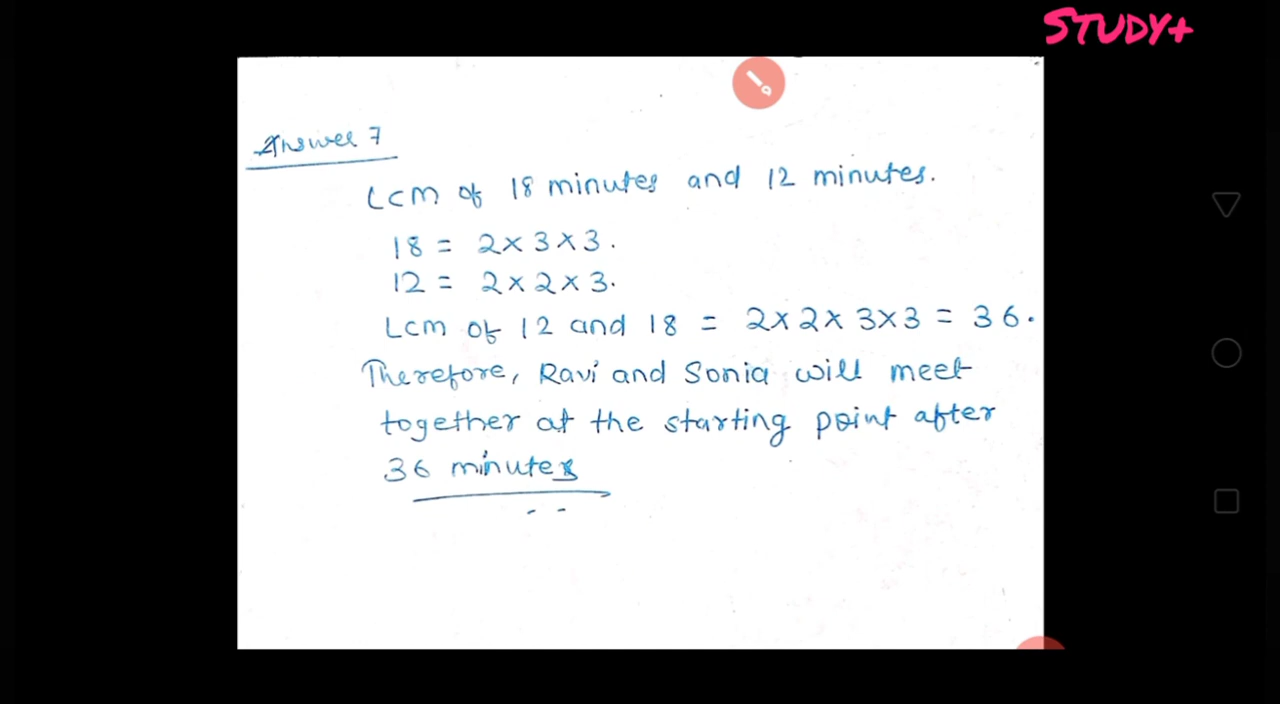 STUDY+
Answer 7
LCM of 18 minutes and 12 minutes.
18 = 2×3×3.
12 = 2×2×3.
LCM of 12 and 18 = 2×2×3×3 = 36.
Therefore, Ravi and Sonia will meet
together at the starting point after
36 minutes